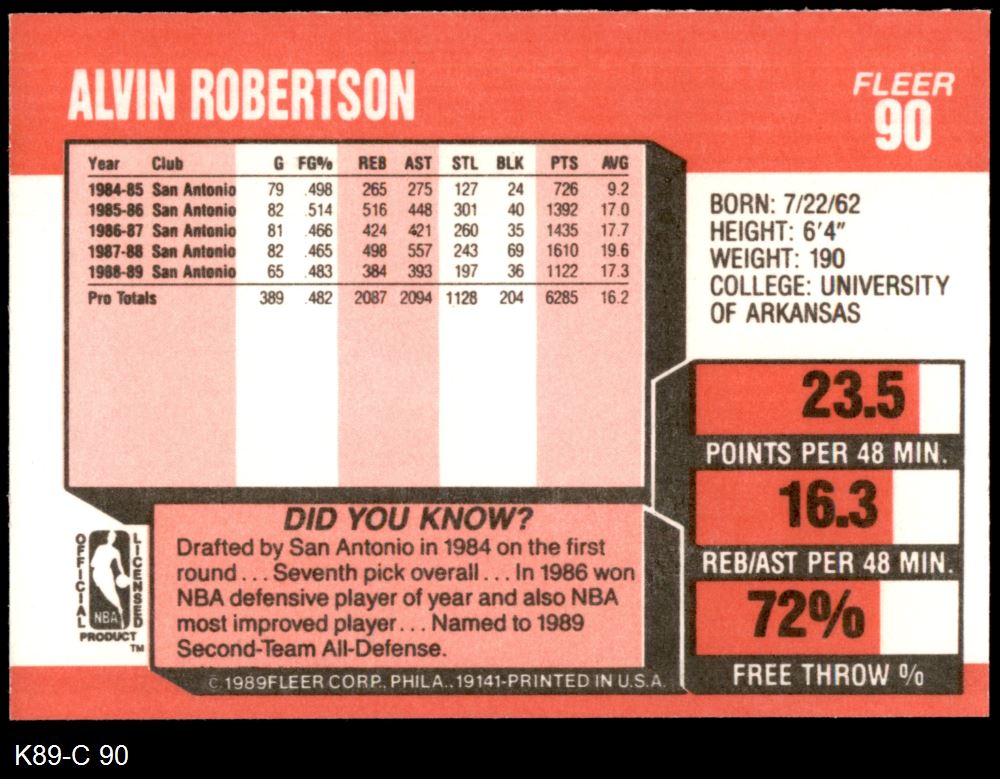 ALVIN ROBERTSON
FLEER
90
Year Club G FG% REB AST STL BLK PTS AVG
1984-85 San Antonio 79 .498 265 275 127 24 726 9.2
1985-86 San Antonio 82 .514 516 448 301 40 1392 17.0
1986-87 San Antonio 81 .466 424 421 260 35 1435 17.7
1987-88 San Antonio 82 .465 498 557 243 69 1610 19.6
1988-89 San Antonio 65 .483 384 393 197 36 1122 17.3
Pro Totals 389 .482 2087 2094 1128 204 6285 16.2
BORN: 7/22/62
HEIGHT: 6'4"
WEIGHT: 190
COLLEGE: UNIVERSITY
OF ARKANSAS
23.5
POINTS PER 48 MIN.
16.3
REB/AST PER 48 MIN.
72%
FREE THROW %
DID YOU KNOW?
Drafted by San Antonio in 1984 on the first
round... Seventh pick overall... In 1986 won
NBA defensive player of year and also NBA
most improved player... Named to 1989
Second-Team All-Defense.
OFFICIAL
LICENSED
NBA
PRODUCT
TM
© 1989 FLEER CORP., PHILA., 19141-PRINTED IN U.S.A.
K89-C 90